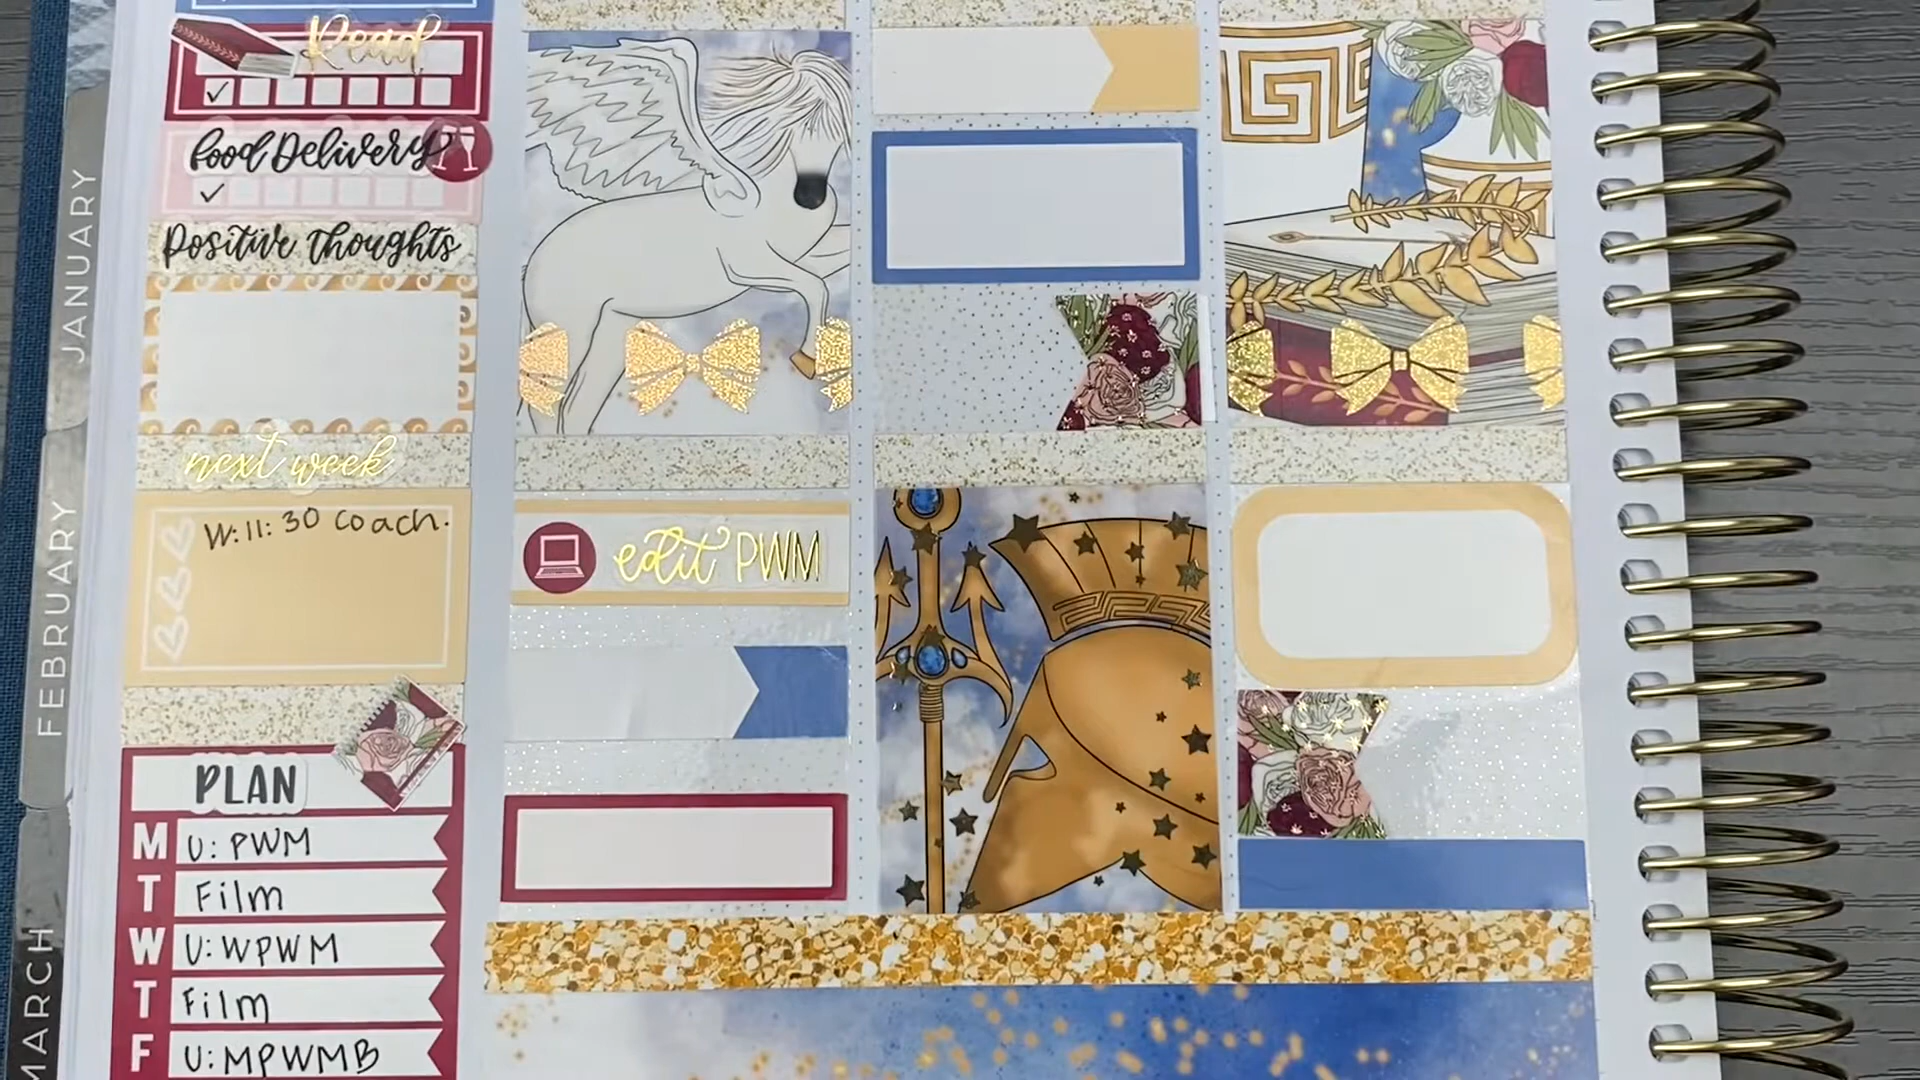 Read
Food Delivery
Positive Thoughts
next week
W: 11: 30 coach.
edit PWM
PLAN
M U: PWM
T Film
W U: WPWM
T Film
F U: MPWMB
JANUARY
FEBRUARY
MARCH